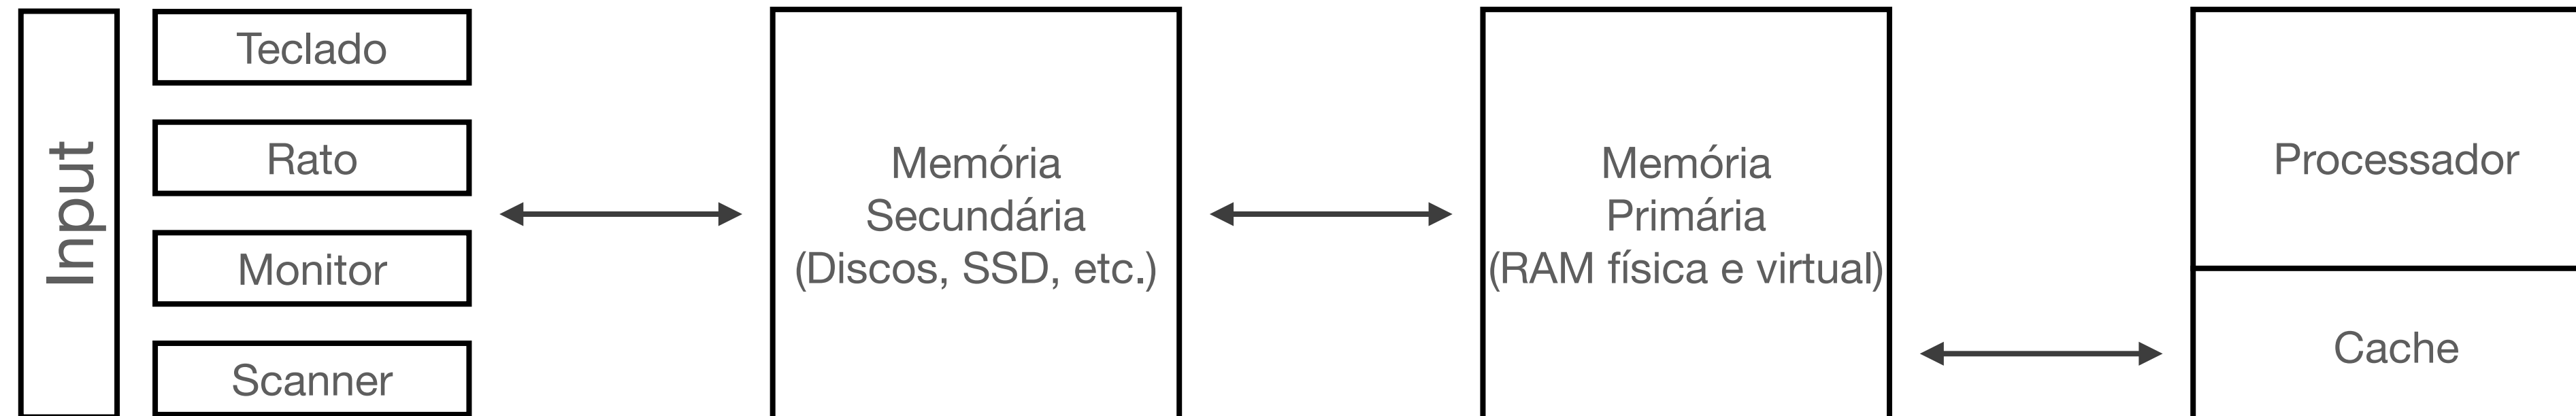 Input
Teclado
Rato
Monitor
Scanner
Memória
Secundária
(Discos, SSD, etc.)
Memória
Primária
(RAM física e virtual)
Processador
Cache